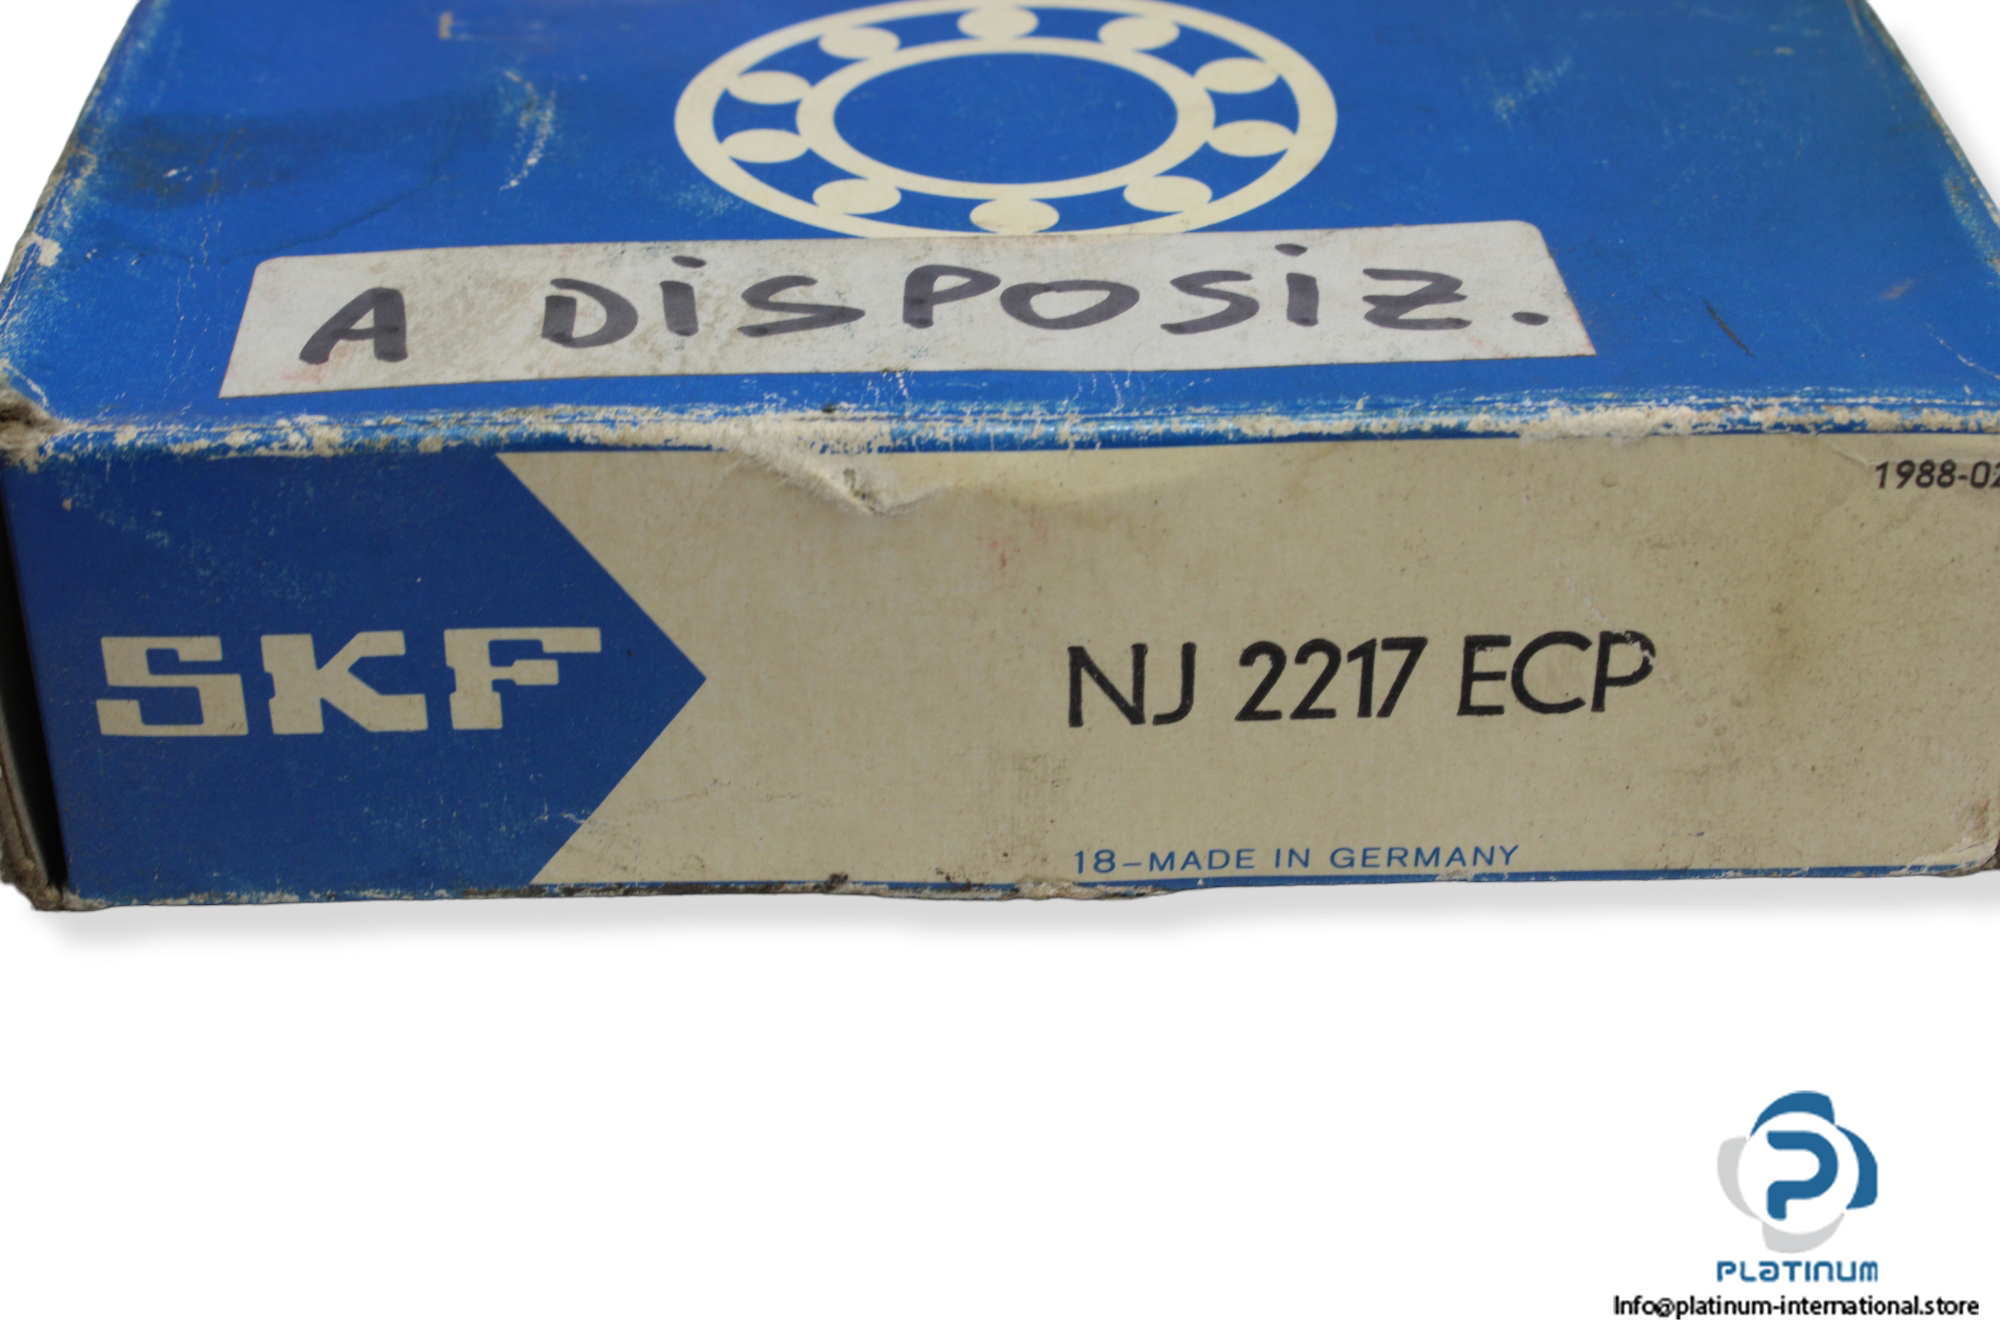 A DiSPOSiZ.
1988-02
SKF
NJ 2217 ECP
18–MADE IN GERMANY
PLATINUM
Info@platinum-international.store